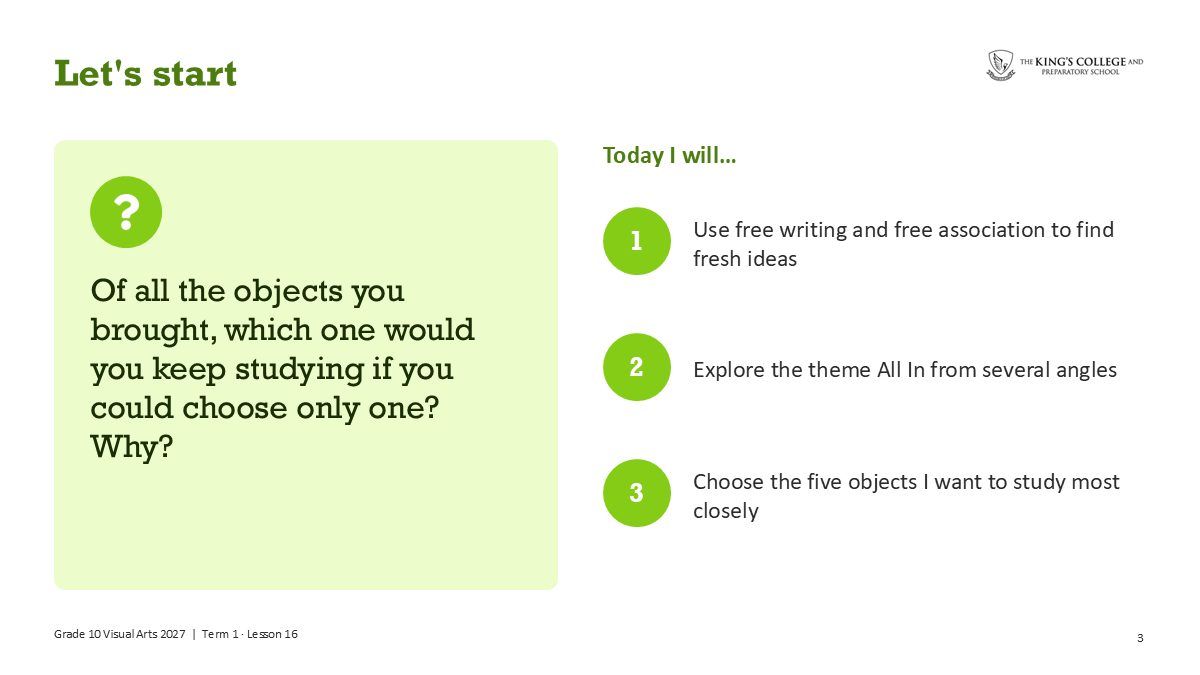 Let's start
THE KING'S COLLEGE AND
PREPARATORY SCHOOL
?
Of all the objects you
brought, which one would
you keep studying if you
could choose only one?
Why?
Today I will...
1
Use free writing and free association to find
fresh ideas
2
Explore the theme All In from several angles
3
Choose the five objects I want to study most
closely
Grade 10 Visual Arts 2027 | Term 1 · Lesson 16
3